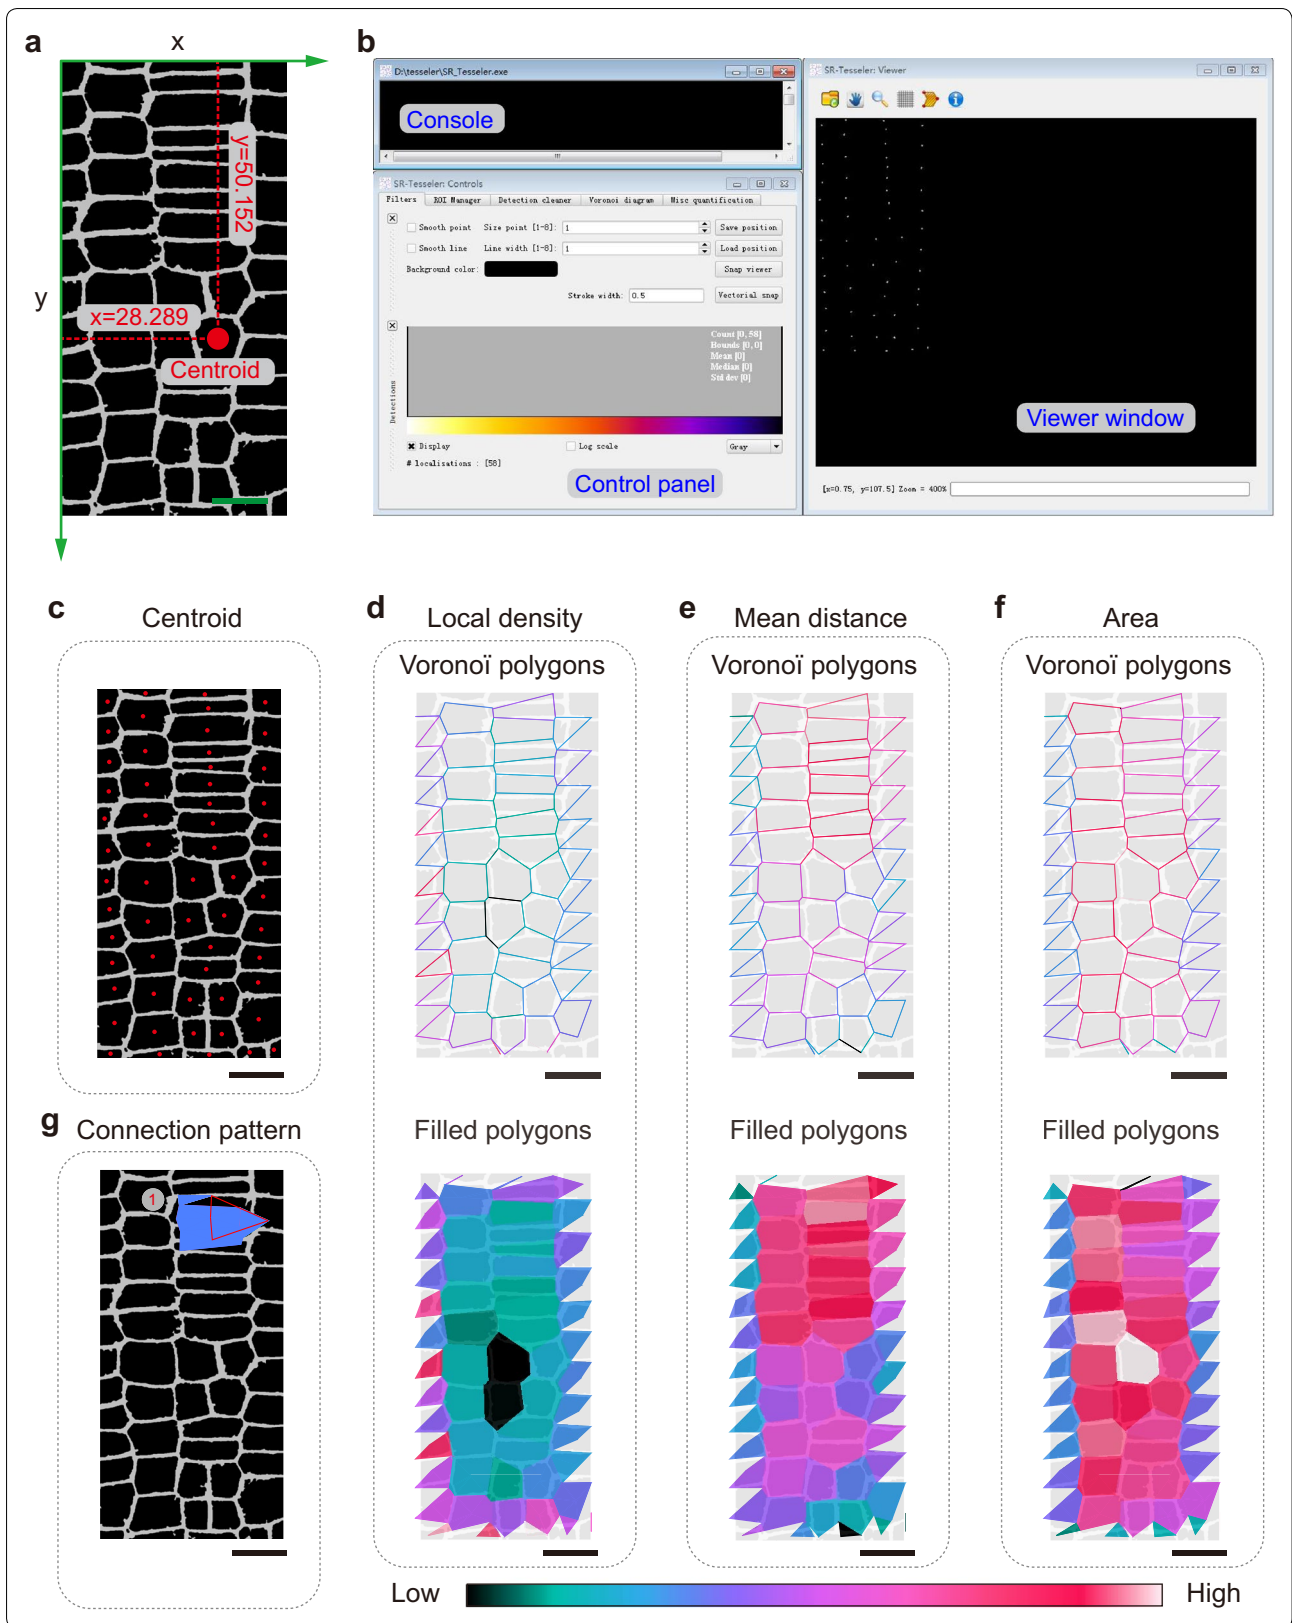 a
x
y
y=50.152
x=28.289
Centroid
b
D:\tesseler\SR_Tesseler.exe
Console
SR-Tesseler: Controls
Filters ROI Manager Detection cleaner Voronoi diagram Misc quantification
Smooth point Size point [1-8]: 1 Save position
Smooth line Line width [1-8]: 1 Load position
Background color: Snap viewer
Stroke width: 0.5 Vectorial snap
Count [0, 58]
Bounds [0, 0]
Mean [0]
Median [0]
Std dev [0]
Detections
Display Log scale Gray
# localisations : [58]
Control panel
SR-Tesseler: Viewer
Viewer window
[x=0.75, y=107.5] Zoom = 400%
c Centroid
d Local density
Voronoï polygons
Filled polygons
e Mean distance
Voronoï polygons
Filled polygons
f Area
Voronoï polygons
Filled polygons
g Connection pattern
1
Low High